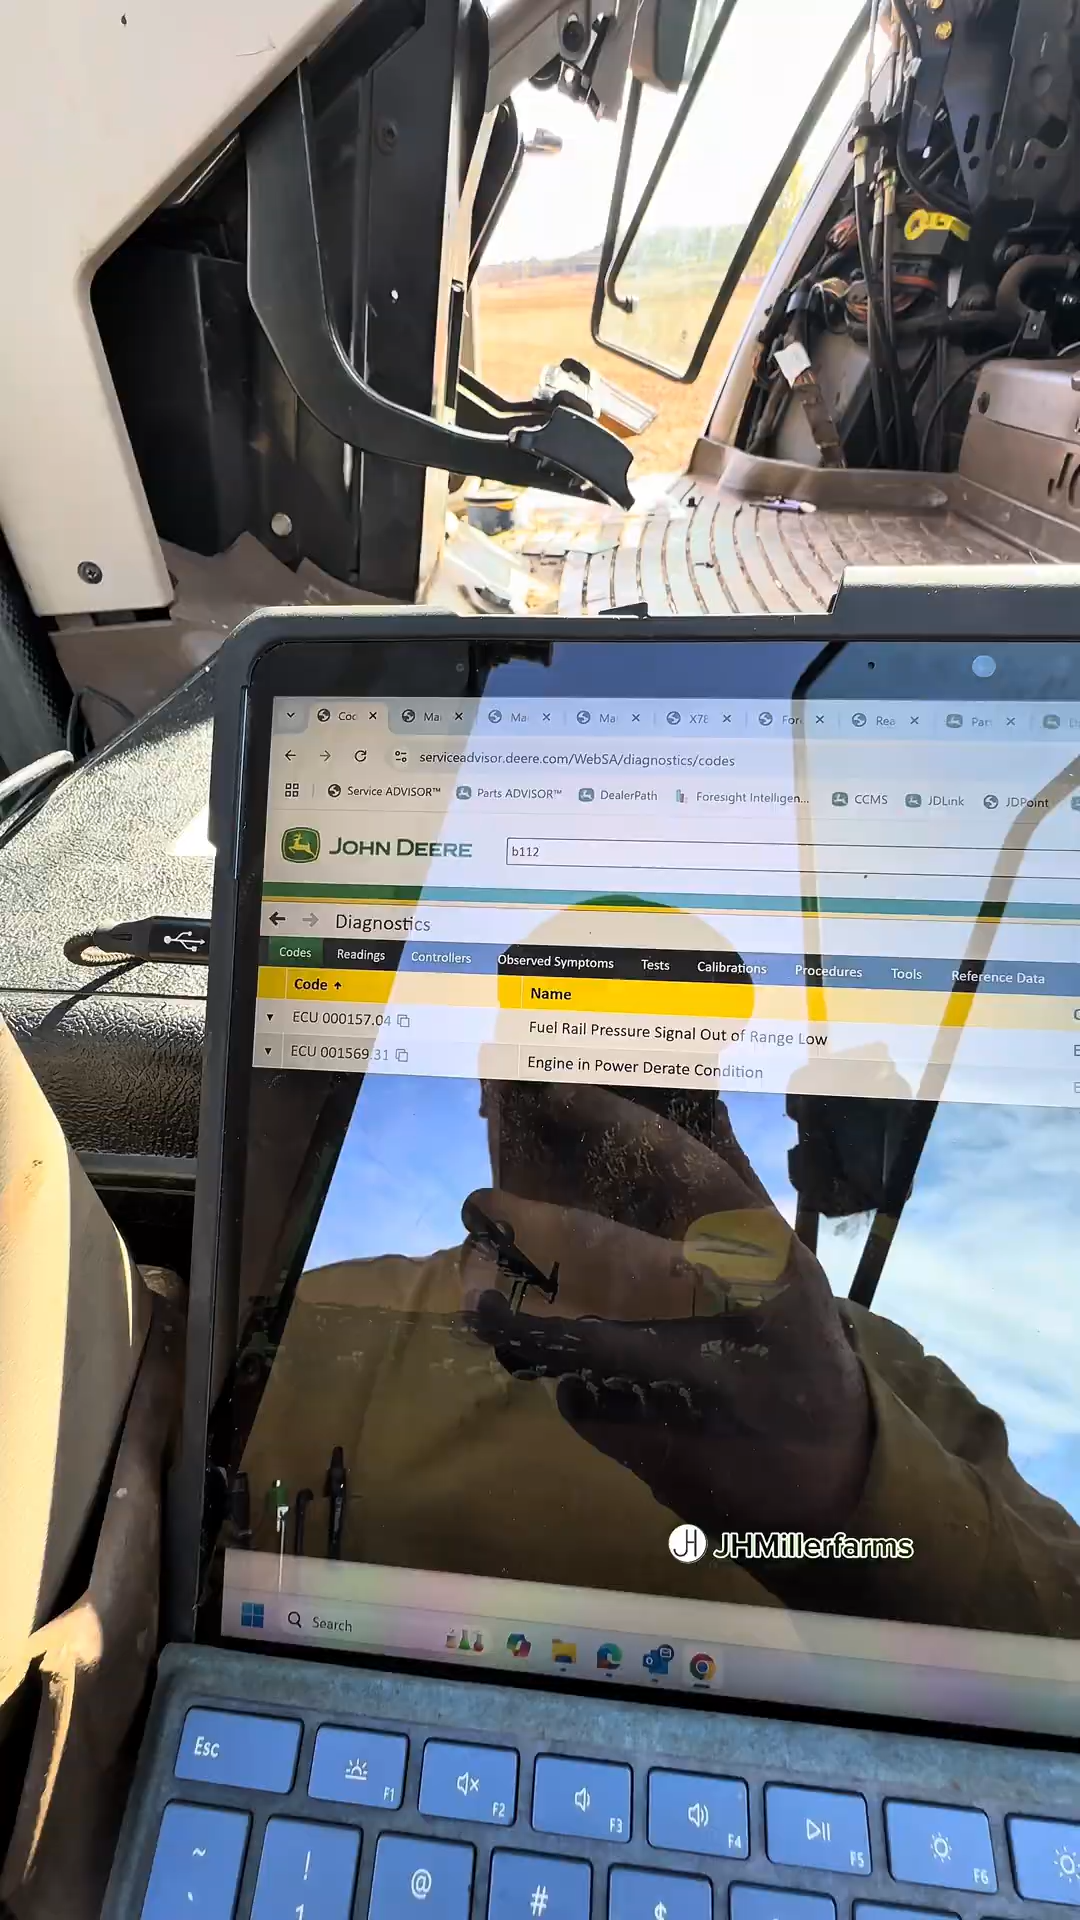 Coc
Ma
Ma
Ma
X7E
For
Rea
Par
serviceadvisor.deere.com/WebSA/diagnostics/codes
Service ADVISOR™
Parts ADVISOR™
DealerPath
Foresight Intelligen...
CCMS
JDLink
JDPoint
JOHN DEERE
b112
Diagnostics
Codes
Readings
Controllers
Observed Symptoms
Tests
Calibrations
Procedures
Tools
Reference Data
Code
Name
ECU 000157.04
Fuel Rail Pressure Signal Out of Range Low
ECU 001569.31
Engine in Power Derate Condition
JH JHMillerfarms
Search
Esc
F1
F2
F3
F4
F5
F6
~
!
1
@
#